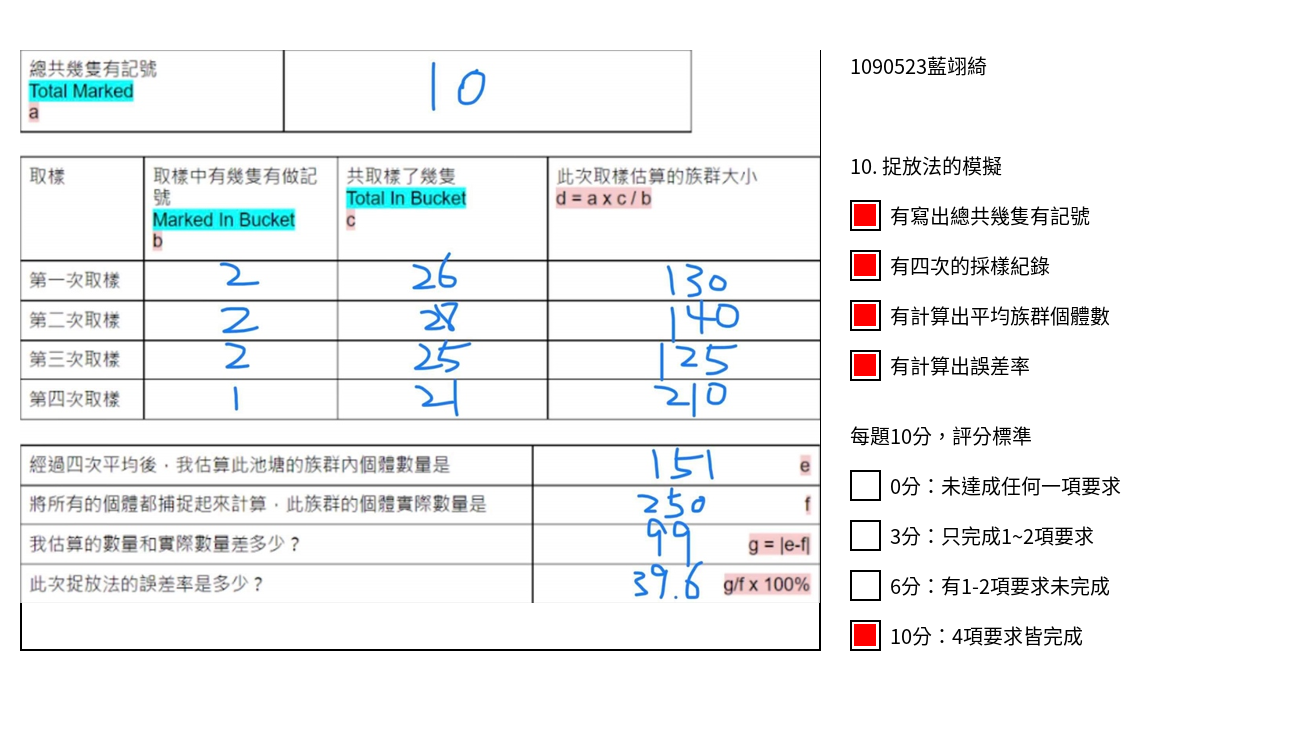 總共幾隻有記號
Total Marked
a
10
取樣
取樣中有幾隻有做記號
Marked In Bucket
b
共取樣了幾隻
Total In Bucket
c
此次取樣估算的族群大小
d = a x c / b
第一次取樣 2 26 130
第二次取樣 2 28 140
第三次取樣 2 25 125
第四次取樣 1 21 210
經過四次平均後，我估算此池塘的族群內個體數量是 151 e
將所有的個體都捕捉起來計算，此族群的個體實際數量是 250 f
我估算的數量和實際數量差多少？ 99 g = |e-f|
此次捉放法的誤差率是多少？ 39.6 g/f x 100%
1090523藍翊綺
10. 捉放法的模擬
有寫出總共幾隻有記號
有四次的採樣紀錄
有計算出平均族群個體數
有計算出誤差率
每題10分，評分標準
0分：未達成任何一項要求
3分：只完成1~2項要求
6分：有1-2項要求未完成
10分：4項要求皆完成